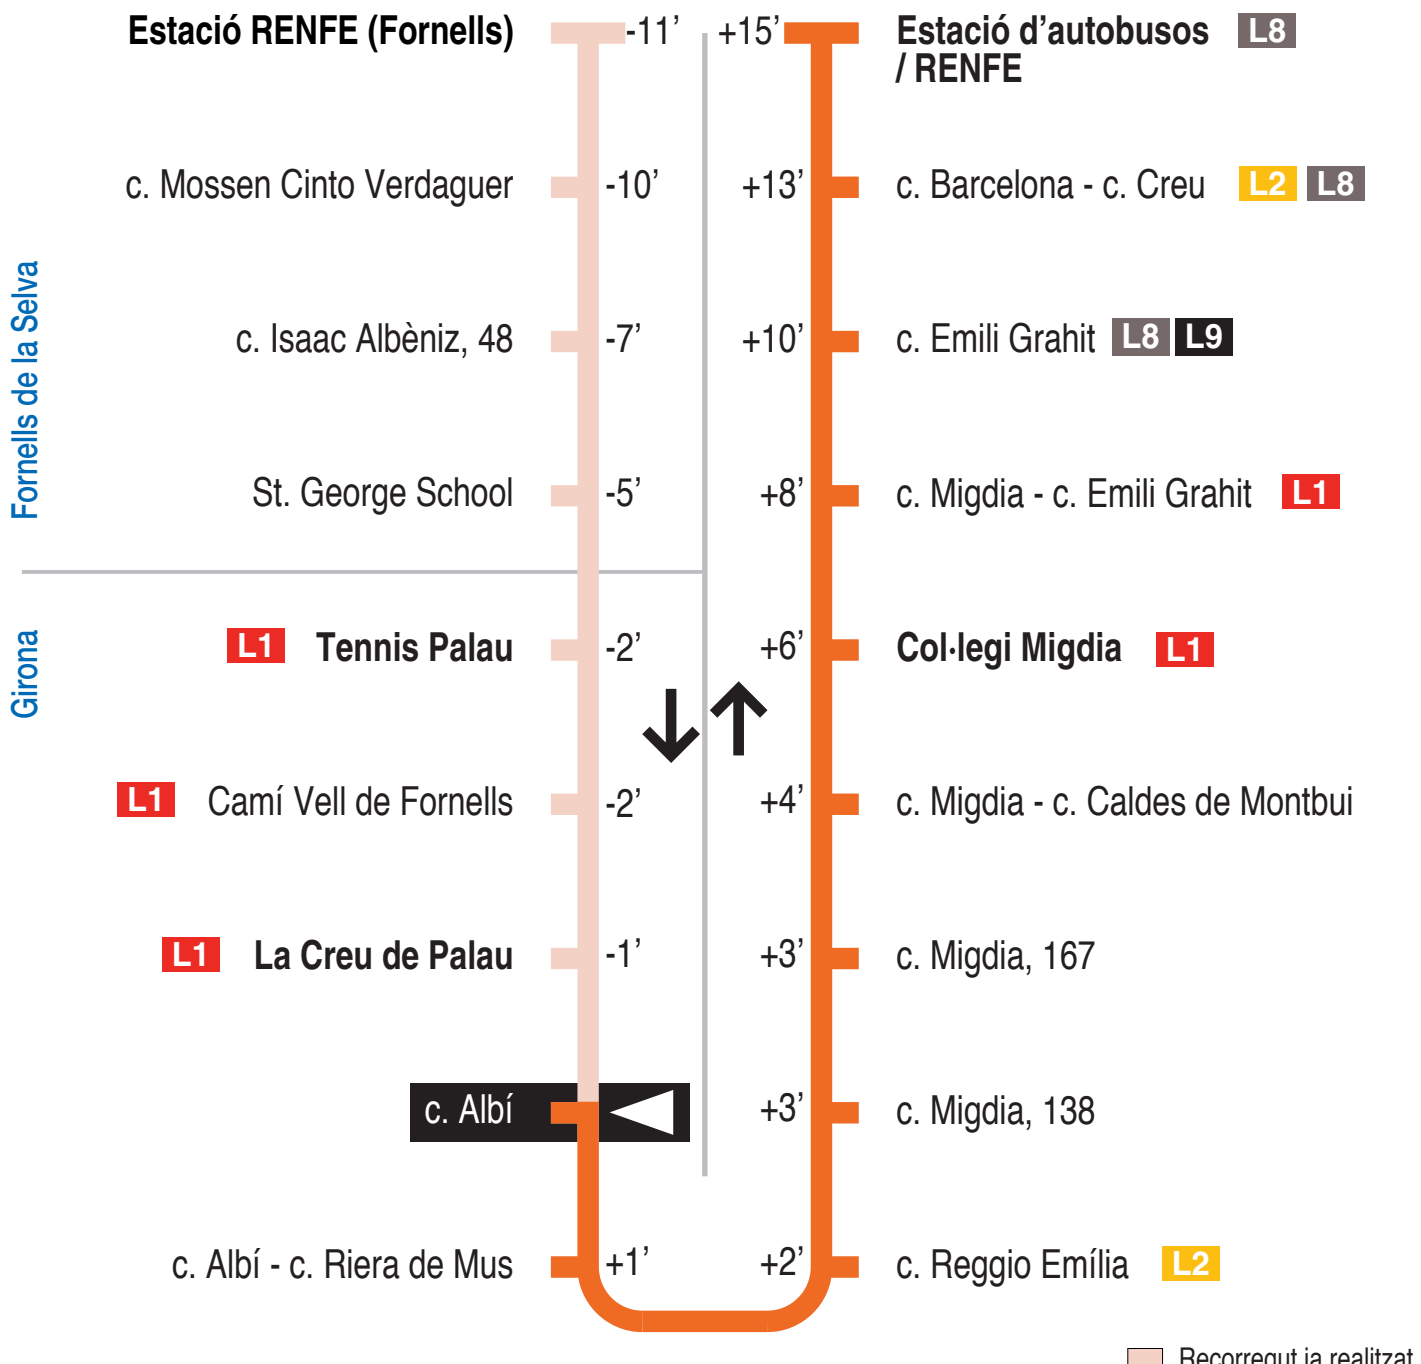 Estació RENFE (Fornells) -11’
c. Mossen Cinto Verdaguer -10’
c. Isaac Albèniz, 48 -7’
St. George School -5’
L1 Tennis Palau -2’
L1 Camí Vell de Fornells -2’
L1 La Creu de Palau -1’
c. Albí
c. Albí - c. Riera de Mus +1’
Fornells de la Selva
Girona
+15’ Estació d’autobusos L8
/ RENFE
+13’ c. Barcelona - c. Creu L2 L8
+10’ c. Emili Grahit L8 L9
+8’ c. Migdia - c. Emili Grahit L1
+6’ Col·legi Migdia L1
+4’ c. Migdia - c. Caldes de Montbui
+3’ c. Migdia, 167
+3’ c. Migdia, 138
+2’ c. Reggio Emília L2
Recorregut ja realitzat